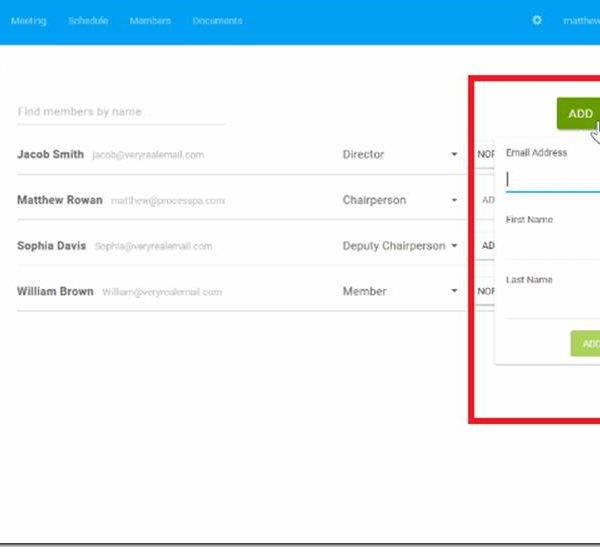 Meeting Schedule Members Documents matthew
Find members by name
ADD
Email Address
Jacob Smith jacob@veryrealemail.com Director NOR
Matthew Rowan matthew@processpa.com Chairperson AD
First Name
Sophia Davis Sophia@veryrealemail.com Deputy Chairperson AD
Last Name
William Brown William@veryrealemail.com Member NOR
ADD